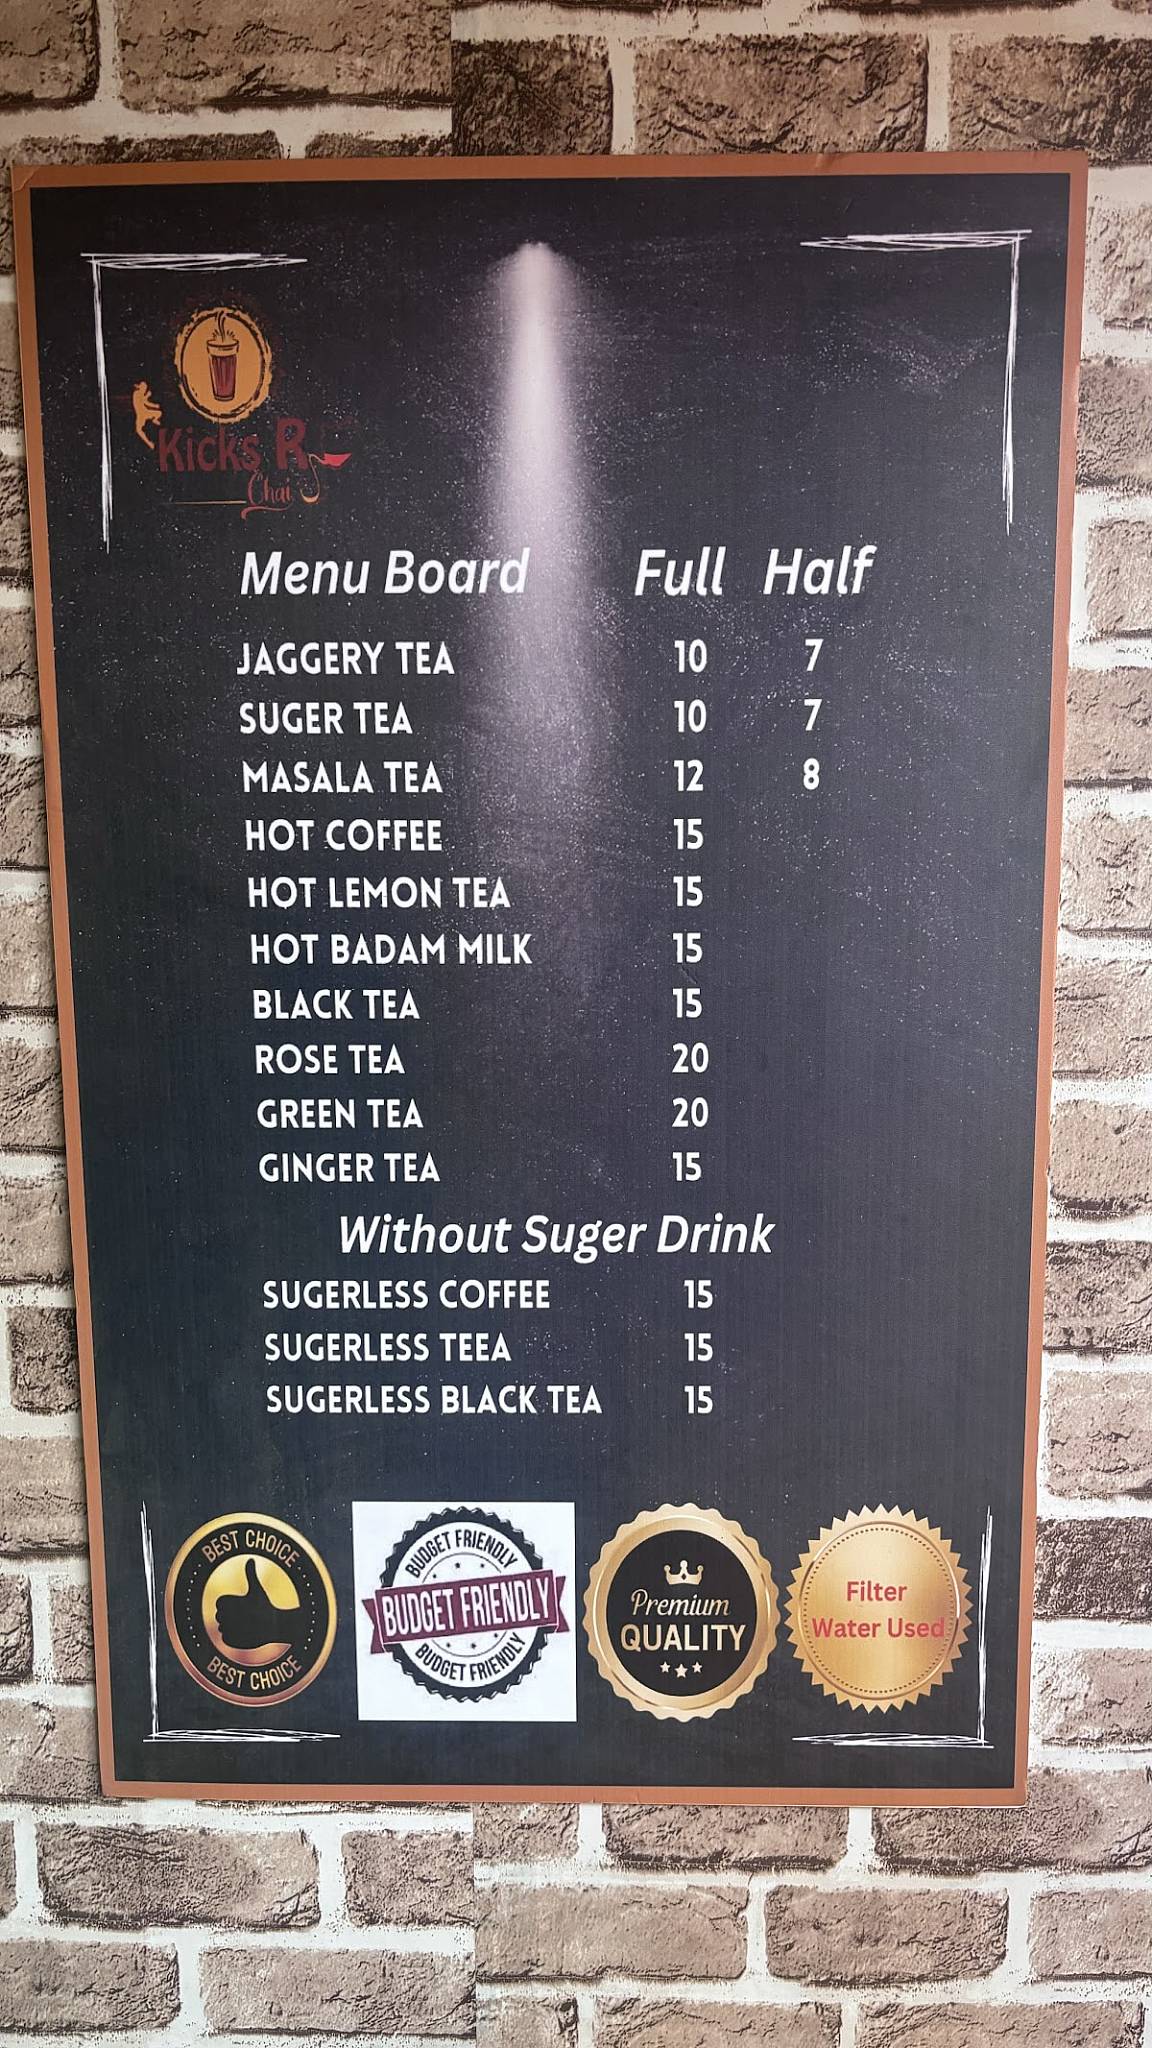 Kicks R
Chai
Menu Board Full Half
JAGGERY TEA 10 7
SUGER TEA 10 7
MASALA TEA 12 8
HOT COFFEE 15
HOT LEMON TEA 15
HOT BADAM MILK 15
BLACK TEA 15
ROSE TEA 20
GREEN TEA 20
GINGER TEA 15
Without Suger Drink
SUGERLESS COFFEE 15
SUGERLESS TEEA 15
SUGERLESS BLACK TEA 15
BEST CHOICE
BEST CHOICE
BUDGET FRIENDLY
BUDGET FRIENDLY
BUDGET FRIENDLY
Premium
QUALITY
Filter
Water Used